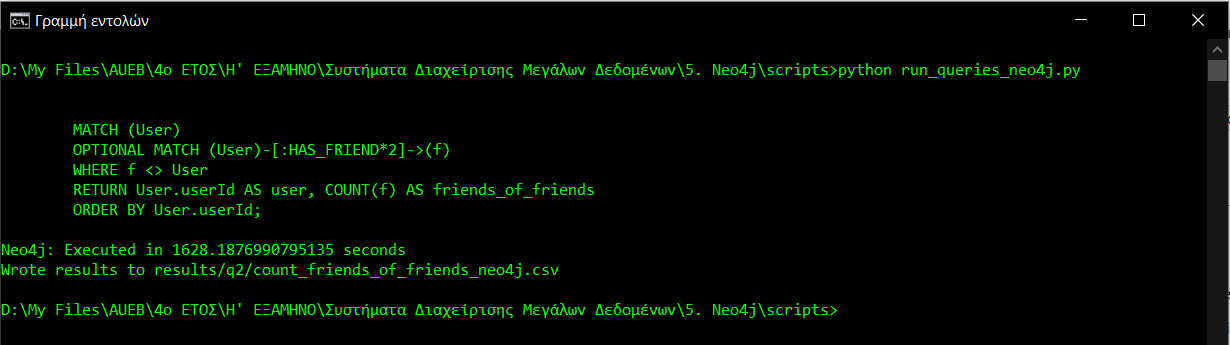 Γραμμή εντολών
D:\My Files\AUEB\4ο ΕΤΟΣ\Η' ΕΞΑΜΗΝΟ\Συστήματα Διαχείρισης Μεγάλων Δεδομένων\5. Neo4j\scripts>python run_queries_neo4j.py
MATCH (User)
OPTIONAL MATCH (User)-[:HAS_FRIEND*2]->(f)
WHERE f <> User
RETURN User.userId AS user, COUNT(f) AS friends_of_friends
ORDER BY User.userId;
Neo4j: Executed in 1628.1876990795135 seconds
Wrote results to results/q2/count_friends_of_friends_neo4j.csv
D:\My Files\AUEB\4ο ΕΤΟΣ\Η' ΕΞΑΜΗΝΟ\Συστήματα Διαχείρισης Μεγάλων Δεδομένων\5. Neo4j\scripts>